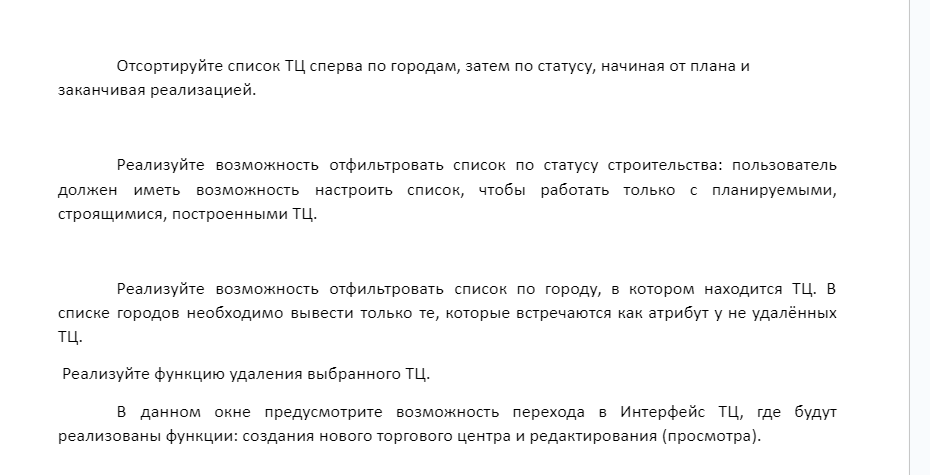 Отсортируйте список ТЦ сперва по городам, затем по статусу, начиная от плана и
заканчивая реализацией.
Реализуйте возможность отфильтровать список по статусу строительства: пользователь
должен иметь возможность настроить список, чтобы работать только с планируемыми,
строящимися, построенными ТЦ.
Реализуйте возможность отфильтровать список по городу, в котором находится ТЦ. В
списке городов необходимо вывести только те, которые встречаются как атрибут у не удалённых
ТЦ.
Реализуйте функцию удаления выбранного ТЦ.
В данном окне предусмотрите возможность перехода в Интерфейс ТЦ, где будут
реализованы функции: создания нового торгового центра и редактирования (просмотра).